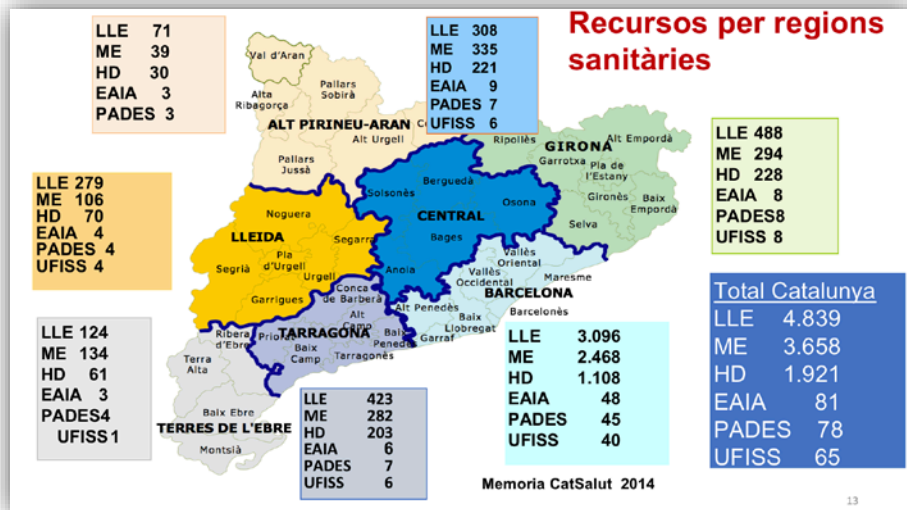 Recursos per regions
sanitàries
LLE 71
ME 39
HD 30
EAIA 3
PADES 3
LLE 308
ME 335
HD 221
EAIA 9
PADES 7
UFISS 6
LLE 488
ME 294
HD 228
EAIA 8
PADES8
UFISS 8
LLE 279
ME 106
HD 70
EAIA 4
PADES 4
UFISS 4
LLE 124
ME 134
HD 61
EAIA 3
PADES4
UFISS 1
LLE 423
ME 282
HD 203
EAIA 6
PADES 7
UFISS 6
LLE 3.096
ME 2.468
HD 1.108
EAIA 48
PADES 45
UFISS 40
Total Catalunya
LLE 4.839
ME 3.658
HD 1.921
EAIA 81
PADES 78
UFISS 65
Val d'Aran
Alta
Ribagorça
Pallars
Sobirà
ALT PIRINEU-ARAN
Alt Urgell
Pallars
Jussà
Ripollès
GIRONA
Alt Empordà
Garrotxa
Pla de
l'Estany
Gironès
Baix
Empordà
Selva
Berguedà
Solsonès
Osona
CENTRAL
Bages
Anoia
Noguera
LLEIDA
Segarra
Pla
d'Urgell
Segrià
Urgell
Garrigues
Vallès
Oriental
Vallès
Occidental
Maresme
BARCELONA
Alt Penedès
Baix
Llobregat
Barcelonès
Garraf
Conca
de Barberà
Alt
Camp
TARRAGONA
Priorat
Baix
Camp
Baix
Penedès
Tarragonès
Ribera
d'Ebre
Terra
Alta
Baix Ebre
TERRES DE L'EBRE
Montsià
Memoria CatSalut 2014
13